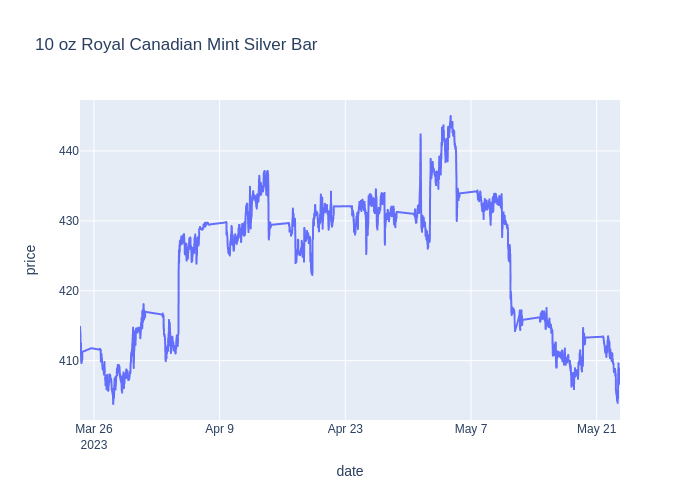 10 oz Royal Canadian Mint Silver Bar
440
430
420
410
price
Mar 26
2023
Apr 9
Apr 23
May 7
May 21
date